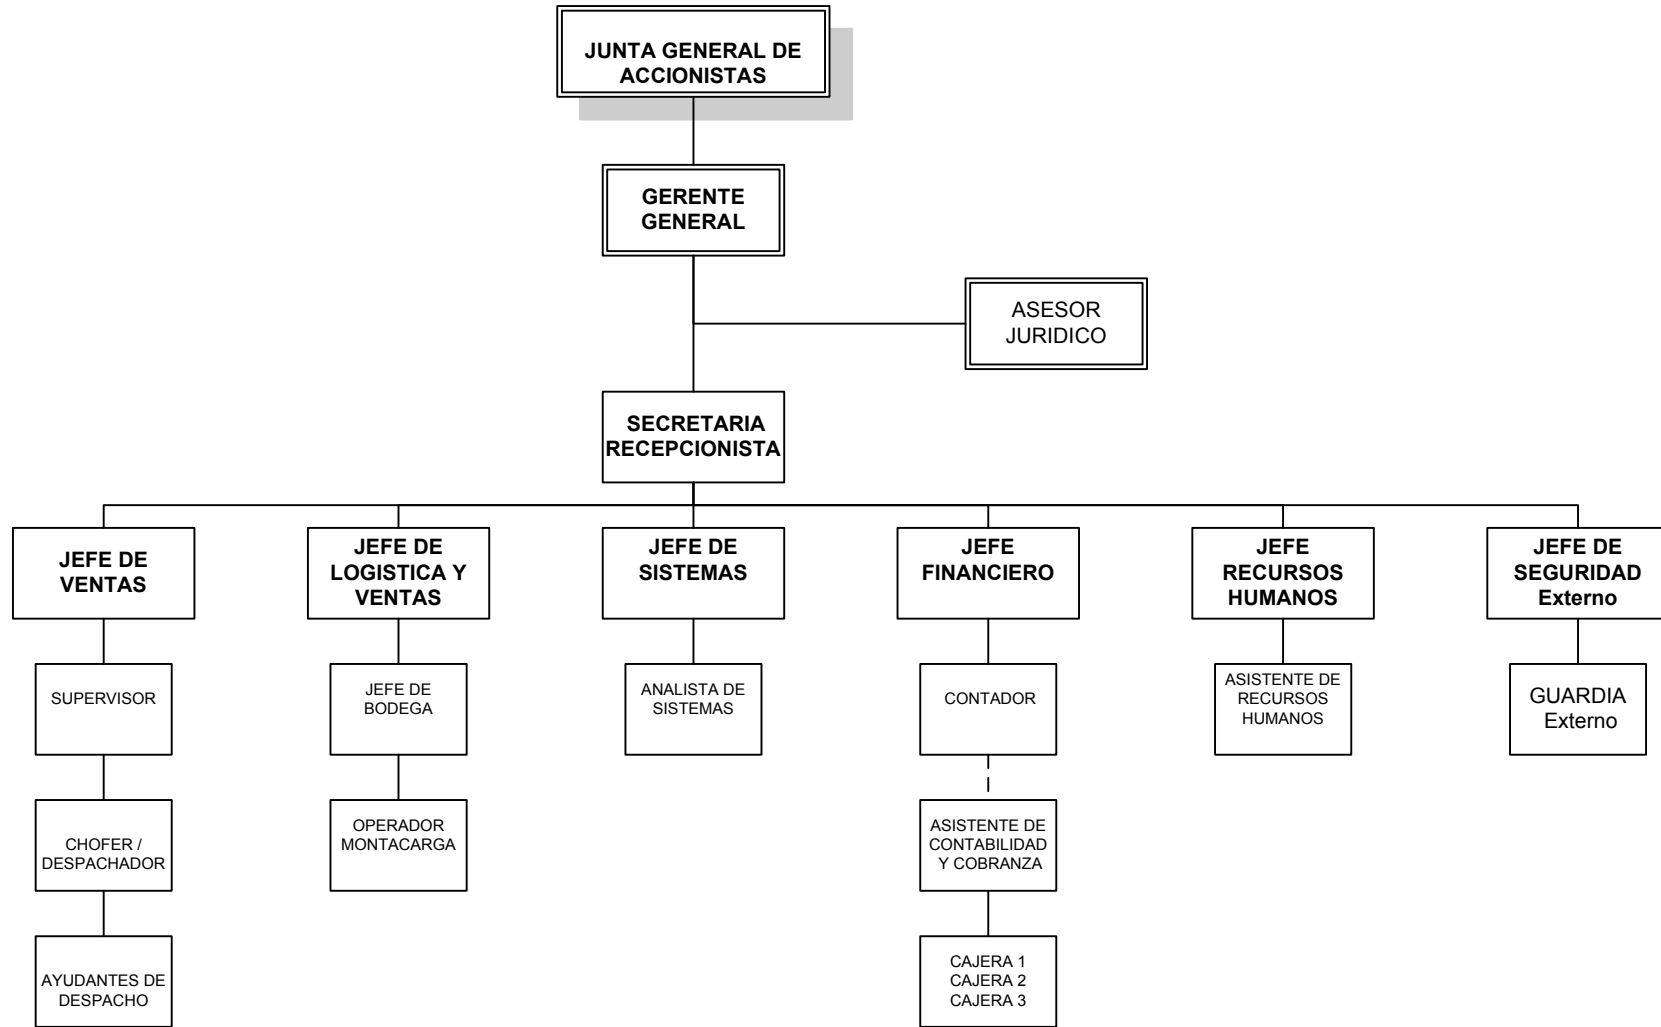 JUNTA GENERAL DE
ACCIONISTAS
GERENTE
GENERAL
ASESOR
JURIDICO
SECRETARIA
RECEPCIONISTA
JEFE DE
VENTAS
JEFE DE
LOGISTICA Y
VENTAS
JEFE DE
SISTEMAS
JEFE
FINANCIERO
JEFE
RECURSOS
HUMANOS
JEFE DE
SEGURIDAD
Externo
SUPERVISOR
JEFE DE
BODEGA
ANALISTA DE
SISTEMAS
CONTADOR
ASISTENTE DE
RECURSOS
HUMANOS
GUARDIA
Externo
CHOFER /
DESPACHADOR
OPERADOR
MONTACARGA
ASISTENTE DE
CONTABILIDAD
Y COBRANZA
AYUDANTES DE
DESPACHO
CAJERA 1
CAJERA 2
CAJERA 3